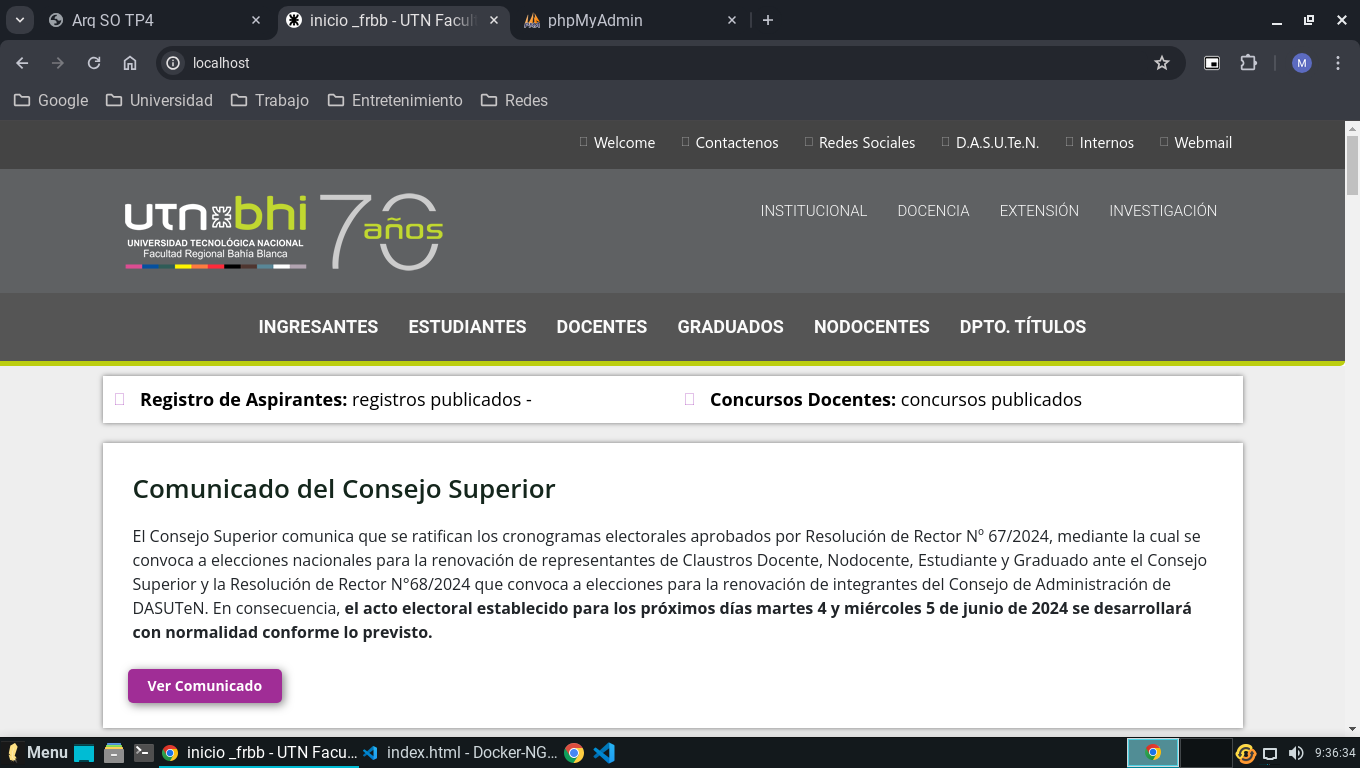 Arq SO TP4
inicio _frbb - UTN Facul
phpMyAdmin
localhost
M
Google
Universidad
Trabajo
Entretenimiento
Redes
Welcome
Contactenos
Redes Sociales
D.A.S.U.Te.N.
Internos
Webmail
utn bhi 70 años
UNIVERSIDAD TECNOLÓGICA NACIONAL
Facultad Regional Bahía Blanca
INSTITUCIONAL
DOCENCIA
EXTENSIÓN
INVESTIGACIÓN
INGRESANTES
ESTUDIANTES
DOCENTES
GRADUADOS
NODOCENTES
DPTO. TÍTULOS
Registro de Aspirantes: registros publicados -
Concursos Docentes: concursos publicados
Comunicado del Consejo Superior
El Consejo Superior comunica que se ratifican los cronogramas electorales aprobados por Resolución de Rector Nº 67/2024, mediante la cual se
convoca a elecciones nacionales para la renovación de representantes de Claustros Docente, Nodocente, Estudiante y Graduado ante el Consejo
Superior y la Resolución de Rector N°68/2024 que convoca a elecciones para la renovación de integrantes del Consejo de Administración de
DASUTeN. En consecuencia, el acto electoral establecido para los próximos días martes 4 y miércoles 5 de junio de 2024 se desarrollará
con normalidad conforme lo previsto.
Ver Comunicado
Menu
inicio _frbb - UTN Facu...
index.html - Docker-NG...
9:36:34